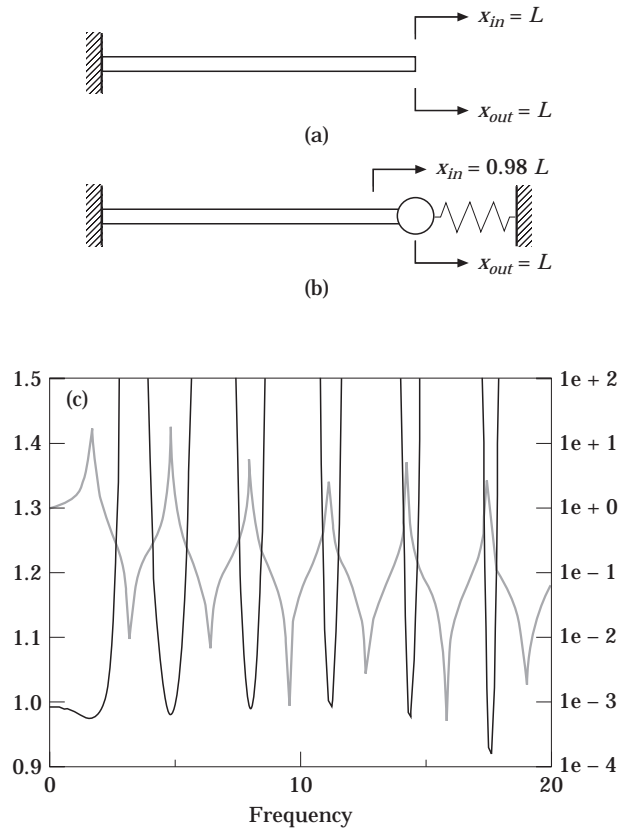 x_in = L
x_out = L
(a)
x_in = 0.98 L
x_out = L
(b)
(c)
1.5
1.4
1.3
1.2
1.1
1.0
0.9
1e + 2
1e + 1
1e + 0
1e – 1
1e – 2
1e – 3
1e – 4
0
10
20
Frequency